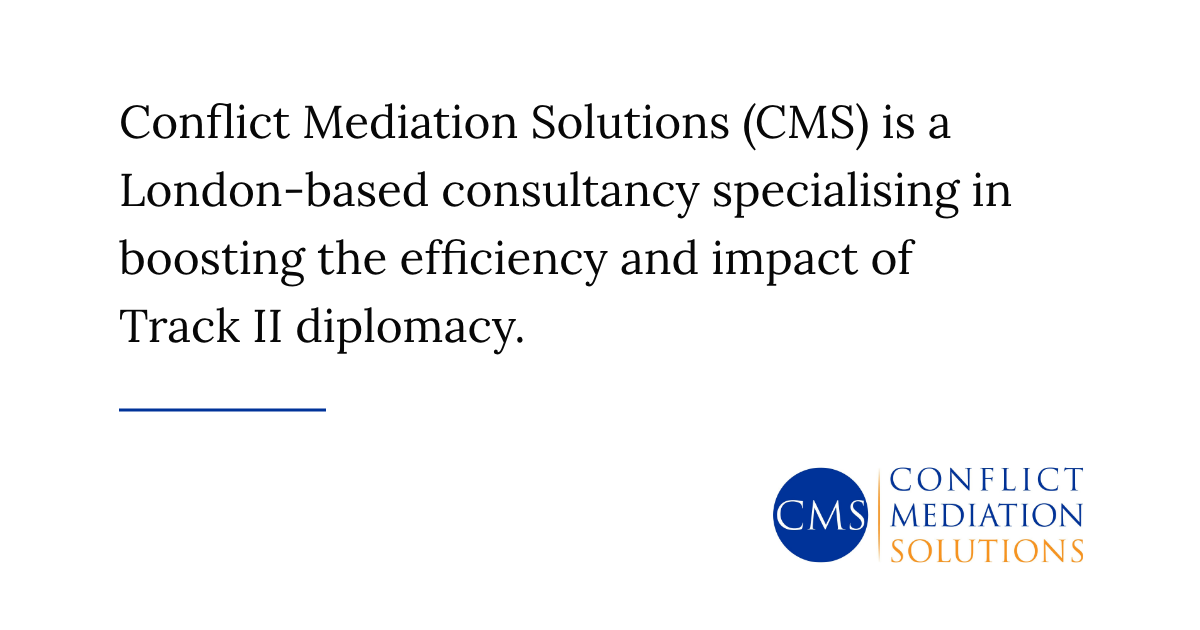 Conflict Mediation Solutions (CMS) is a
London-based consultancy specialising in
boosting the efficiency and impact of
Track II diplomacy.
CMS
CONFLICT
MEDIATION
SOLUTIONS